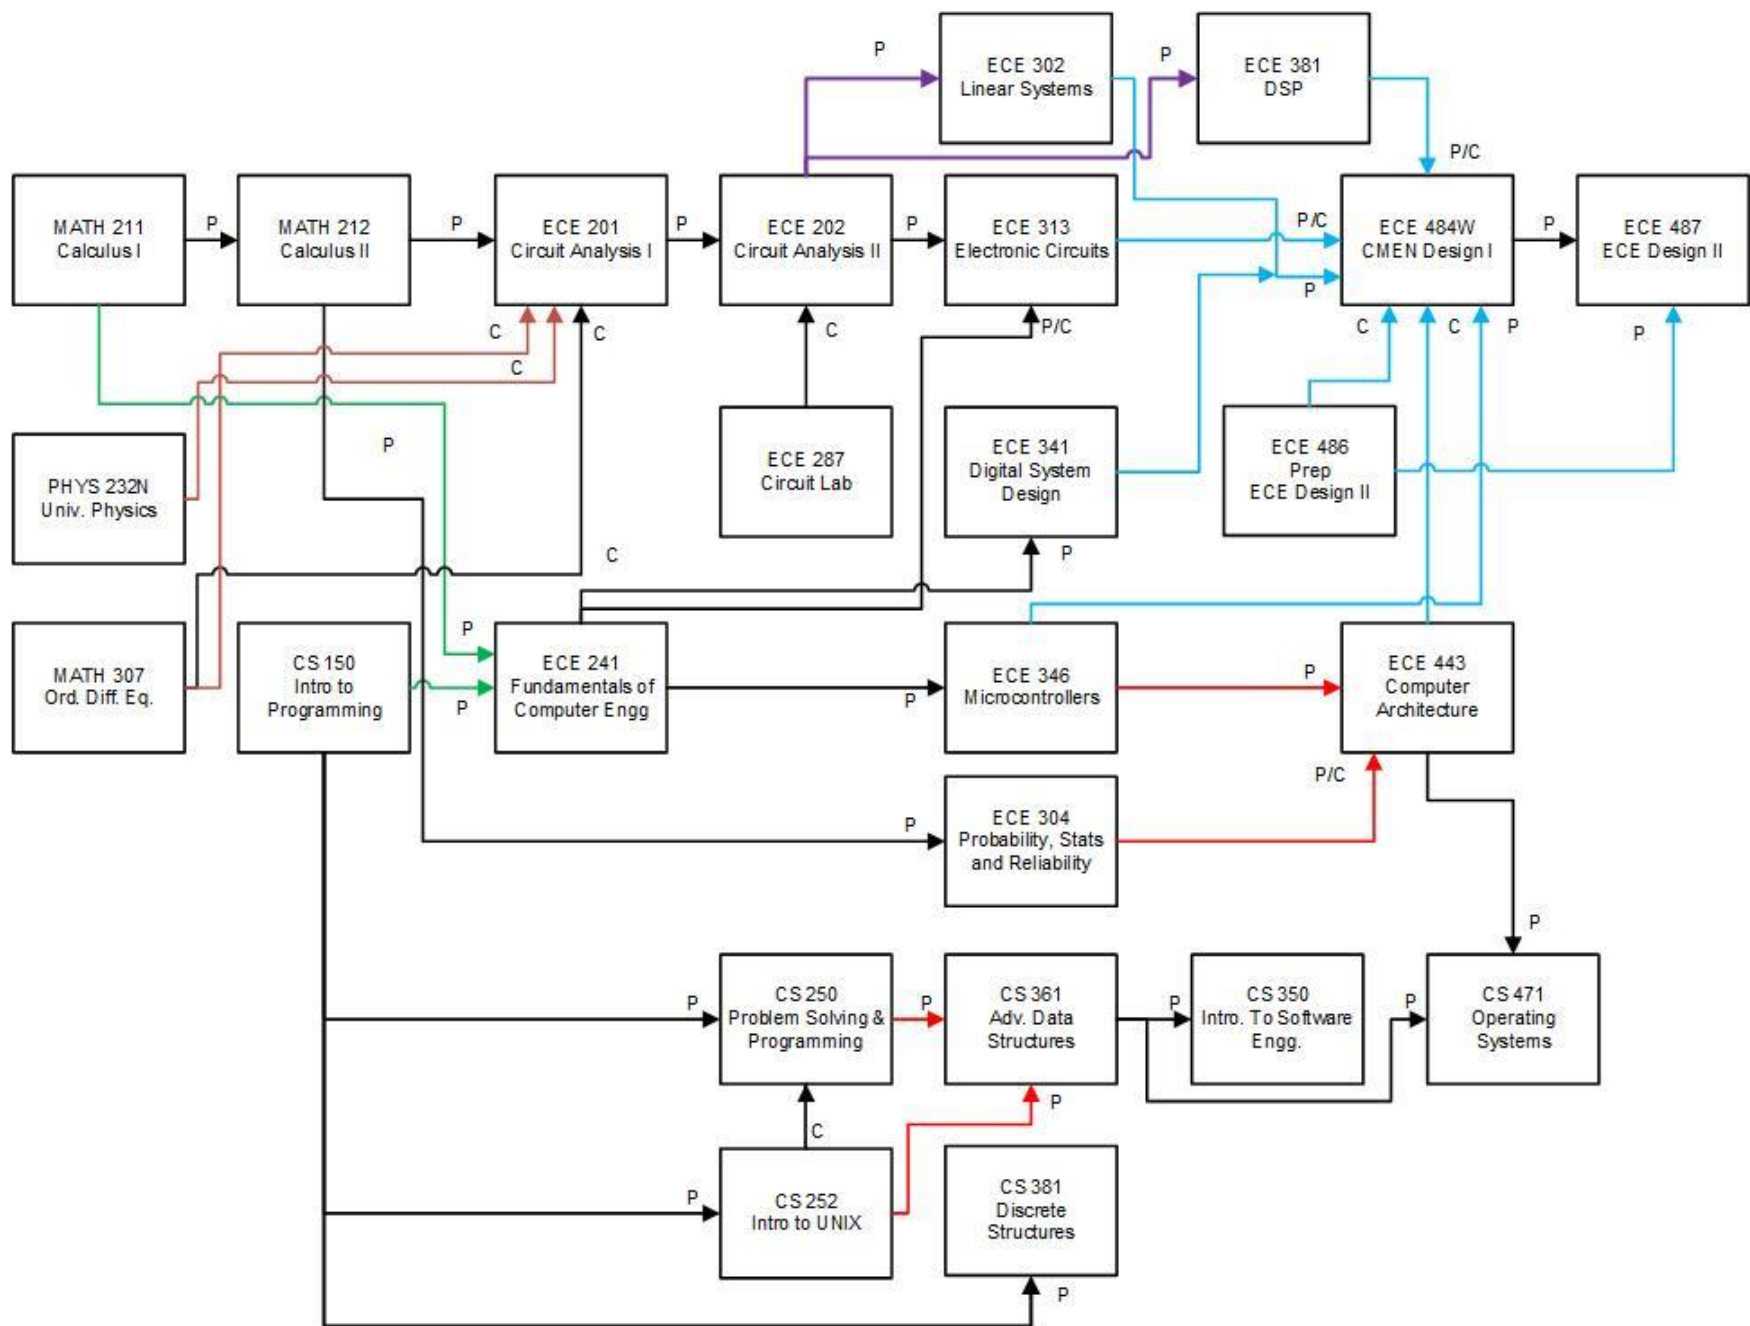 P
ECE 302
Linear Systems
P
ECE 381
DSP
P/C
MATH 211
Calculus I
P
MATH 212
Calculus II
P
ECE 201
Circuit Analysis I
P
ECE 202
Circuit Analysis II
P
ECE 313
Electronic Circuits
P/C
P
ECE 484W
CMEN Design I
P
ECE 487
ECE Design II
C
C
C
C
P/C
C
C
P
P
P
PHYS 232N
Univ. Physics
ECE 287
Circuit Lab
ECE 341
Digital System
Design
ECE 486
Prep
ECE Design II
C
P
MATH 307
Ord. Diff. Eq.
CS 150
Intro to
Programming
P
P
ECE 241
Fundamentals of
Computer Engg
P
ECE 346
Microcontrollers
P
ECE 443
Computer
Architecture
P/C
P
ECE 304
Probability, Stats
and Reliability
P
P
CS 250
Problem Solving &
Programming
P
CS 361
Adv. Data
Structures
P
CS 350
Intro. To Software
Engg.
P
CS 471
Operating
Systems
C
P
P
CS 252
Intro to UNIX
CS 381
Discrete
Structures
P